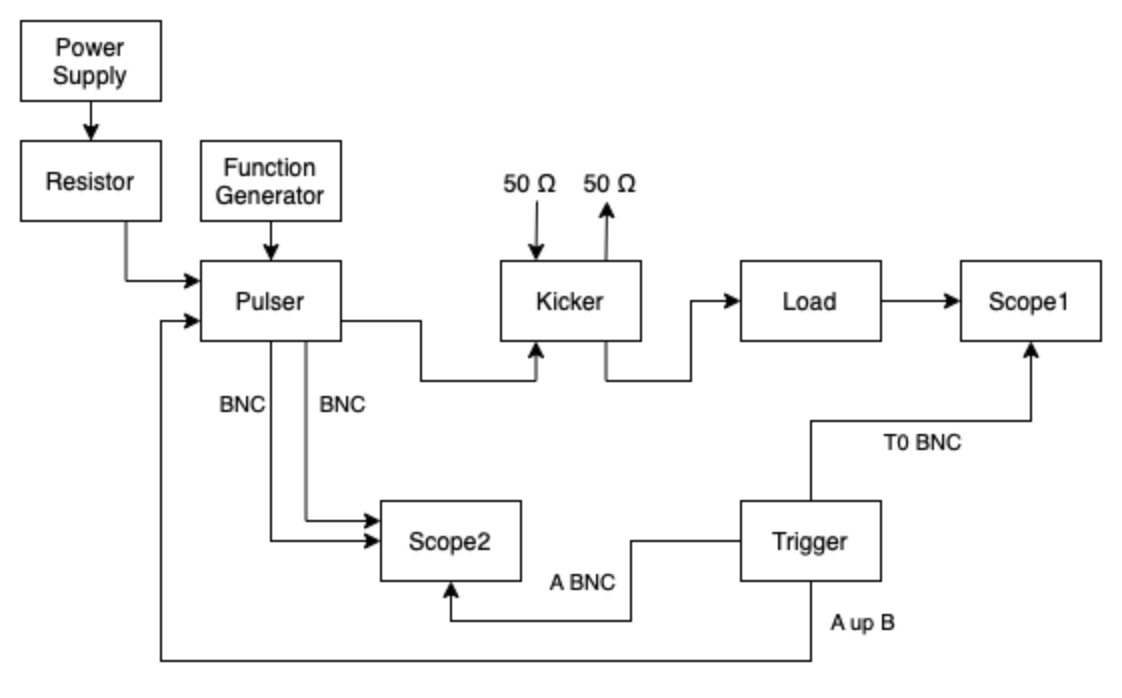 Power
Supply
Resistor
Function
Generator
50 Ω
50 Ω
Pulser
Kicker
Load
Scope1
BNC
BNC
T0 BNC
Scope2
Trigger
A BNC
A up B